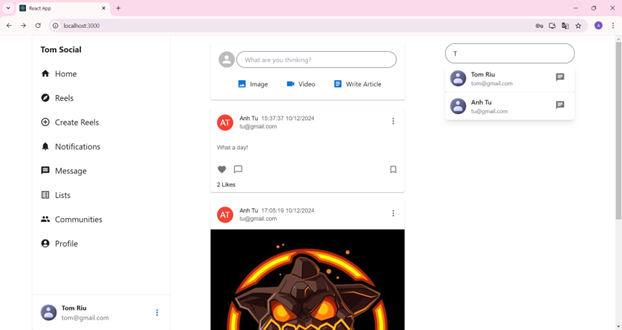 React App
localhost:3000
A
Tom Social
Home
Reels
Create Reels
Notifications
Message
Lists
Communities
Profile
Tom Riu
tom@gmail.com
What are you thinking?
Image
Video
Write Article
AT
Anh Tu 15:37:37 10/12/2024
tu@gmail.com
What a day!
2 Likes
AT
Anh Tu 17:05:19 10/12/2024
tu@gmail.com
T
Tom Riu
tom@gmail.com
Anh Tu
tu@gmail.com